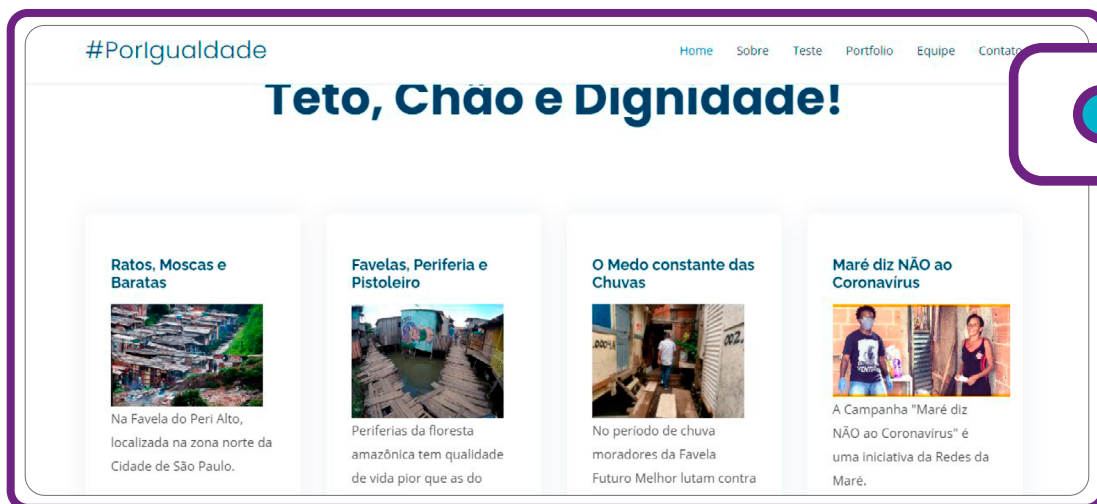 #PorIgualdade
Home Sobre Teste Portfolio Equipe Contato
Teto, Chão e Dignidade!
Ratos, Moscas e
Baratas
Na Favela do Peri Alto,
localizada na zona norte da
Cidade de São Paulo.
Favelas, Periferia e
Pistoleiro
Periferias da floresta
amazônica tem qualidade
de vida pior que as do
O Medo constante das
Chuvas
002.
No período de chuva
moradores da Favela
Futuro Melhor lutam contra
Maré diz NÃO ao
Coronavírus
A Campanha "Maré diz
NÃO ao Coronavírus" é
uma iniciativa da Redes da
Maré.